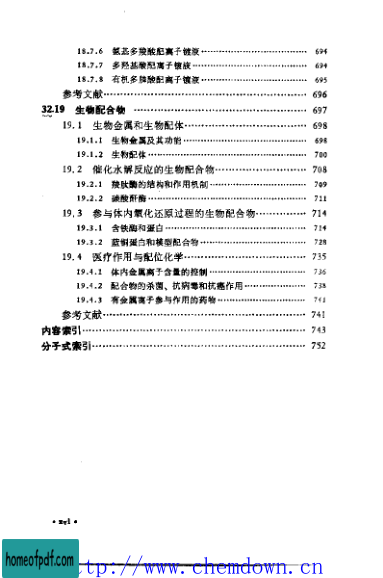 18.7.6 氨基多羧酸配离子镀液 694
18.7.7 多羟基酸配离子镀液 694
18.7.8 有机多膦酸配离子镀液 695
参考文献 696
32.19 生物配合物 697
19.1 生物金属和生物配体 698
19.1.1 生物金属及其功能 698
19.1.2 生物配体 700
19.2 催化水解反应的生物配合物 708
19.2.1 羧肽酶的结构和作用机制 709
19.2.2 碳酸酐酶 711
19.3 参与体内氧化还原过程的生物配合物 714
19.3.1 含铁酶和蛋白 714
19.3.2 蓝铜蛋白和模型配合物 728
19.4 医疗作用与配位化学 735
19.4.1 体内金属离子含量的控制 736
19.4.2 配合物的杀菌、抗病毒和抗癌作用 738
19.4.3 有金属离子参与作用的药物 741
参考文献 741
内容索引 743
分子式索引 752
homeofpdf.com
tp://www.chemdown.cn